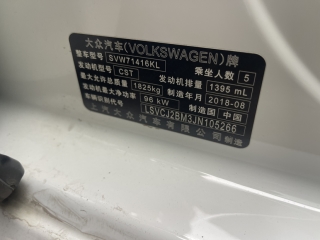 大众汽车(VOLKSWAGEN)牌
整车型号 SVW71416KL 乘坐人数 5
发动机型号 CST 发动机排量 1395 mL
最大允许总质量 1825kg 制造年月 2018-08
发动机最大净功率 96 kW 制造国 中国
车辆识别代号 LSVCJ2BM3JN105266
上汽大众汽车有限公司制造